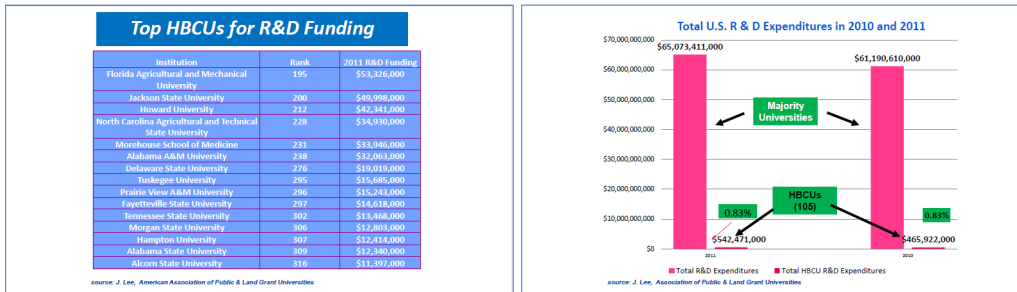 Top HBCUs for R&D Funding
Institution Rank 2011 R&D Funding
Florida Agricultural and Mechanical 195 $53,326,000
University
Jackson State University 200 $49,998,000
Howard University 212 $42,341,000
North Carolina Agricultural and Technical 228 $34,930,000
State University
Morehouse School of Medicine 231 $33,946,000
Alabama A&M University 238 $32,063,000
Delaware State University 276 $19,019,000
Tuskegee University 295 $15,685,000
Prairie View A&M University 296 $15,243,000
Fayetteville State University 297 $14,618,000
Tennessee State University 302 $13,468,000
Morgan State University 306 $12,803,000
Hampton University 307 $12,414,000
Alabama State University 309 $12,340,000
Alcorn State University 316 $11,397,000
source: J. Lee, American Association of Public & Land Grant Universities
Total U.S. R & D Expenditures in 2010 and 2011
$70,000,000,000
$65,073,411,000
$61,190,610,000
$60,000,000,000
$50,000,000,000
Majority
Universities
$40,000,000,000
$30,000,000,000
$20,000,000,000
HBCUs
(105)
0.83%
0.83%
$10,000,000,000
$542,471,000
$465,922,000
$0
2011 2010
Total R&D Expenditures Total HBCU R&D Expenditures
source: J. Lee, Association of Public & Land Grant Universities